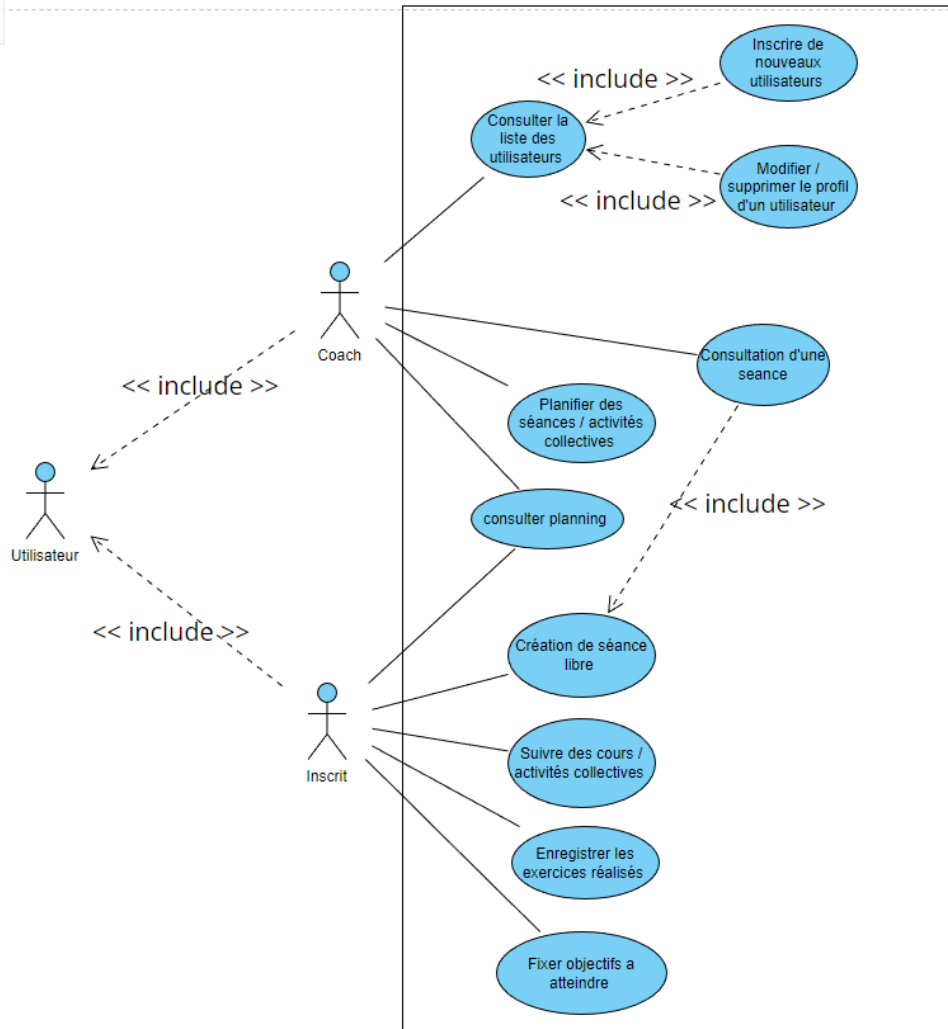 Inscrire de
nouveaux
utilisateurs
<< include >>
Consulter la
liste des
utilisateurs
Modifier /
supprimer le profil
d'un utilisateur
<< include >>
Coach
Consultation d'une
seance
<< include >>
Planifier des
séances / activités
collectives
Utilisateur
consulter planning
<< include >>
<< include >>
Création de séance
libre
Inscrit
Suivre des cours /
activités collectives
Enregistrer les
exercices réalisés
Fixer objectifs a
atteindre